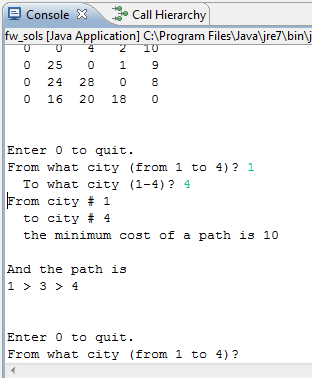 Console Call Hierarchy
fw_sols [Java Application] C:\Program Files\Java\jre7\bin\j
0 0 4 2 10
0 25 0 1 9
0 24 28 0 8
0 16 20 18 0
Enter 0 to quit.
From what city (from 1 to 4)? 1
To what city (1-4)? 4
From city # 1
to city # 4
the minimum cost of a path is 10
And the path is
1 > 3 > 4
Enter 0 to quit.
From what city (from 1 to 4)?